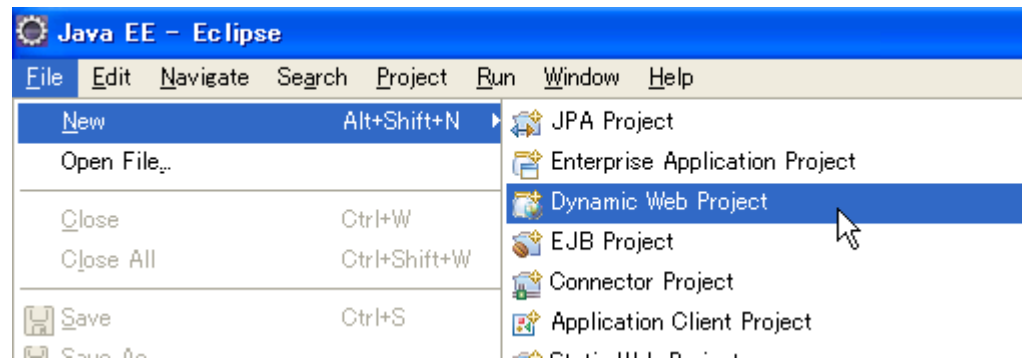 Java EE - Eclipse
File Edit Navigate Search Project Run Window Help
New Alt+Shift+N
Open File...
Close Ctrl+W
Close All Ctrl+Shift+W
Save Ctrl+S
JPA Project
Enterprise Application Project
Dynamic Web Project
EJB Project
Connector Project
Application Client Project